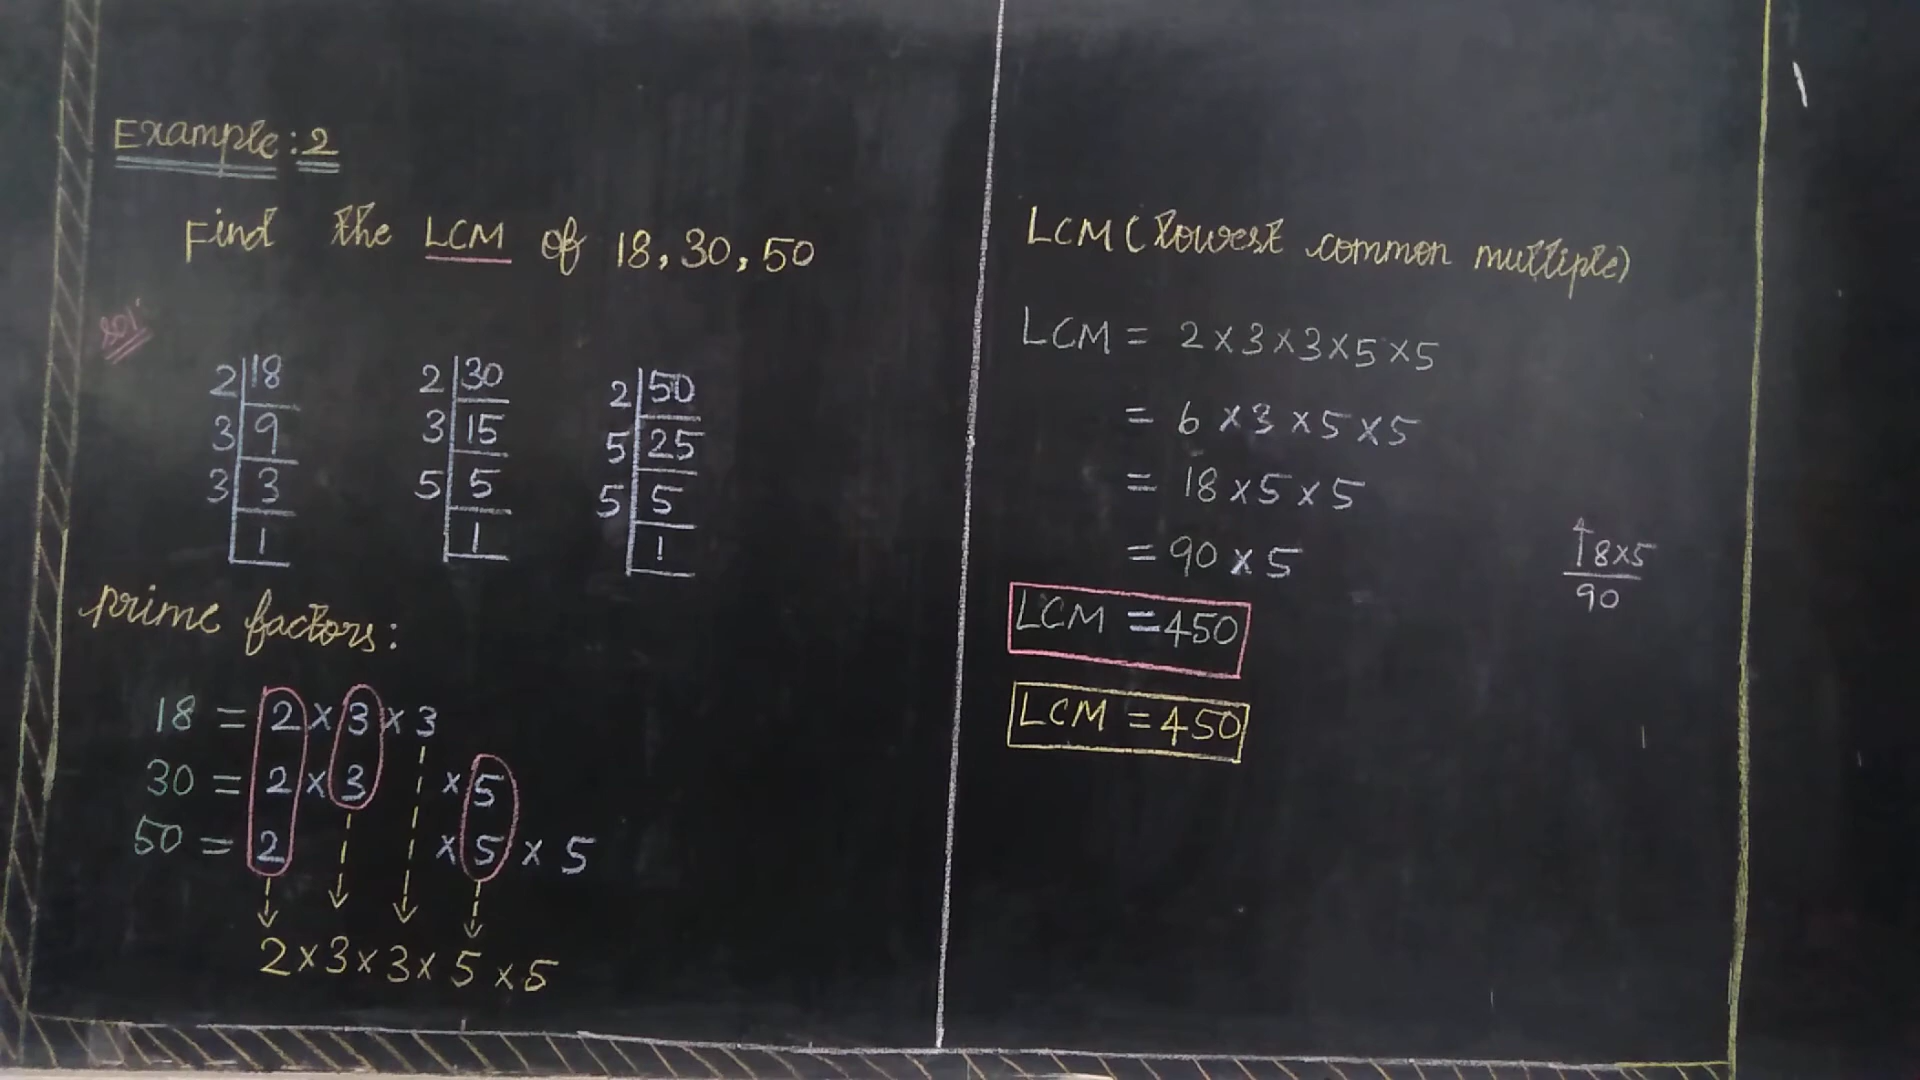 Example : 2
Find the LCM of 18, 30, 50
Sol:
2 18
3 9
3 3
1
2 30
3 15
5 5
1
2 50
5 25
5 5
1
prime factors:
18 = 2 × 3 × 3
30 = 2 × 3 × 5
50 = 2 × 5 × 5
2 × 3 × 3 × 5 × 5
LCM (lowest common multiple)
LCM = 2 × 3 × 3 × 5 × 5
= 6 × 3 × 5 × 5
= 18 × 5 × 5
= 90 × 5
18 × 5
90
LCM = 450
LCM = 450